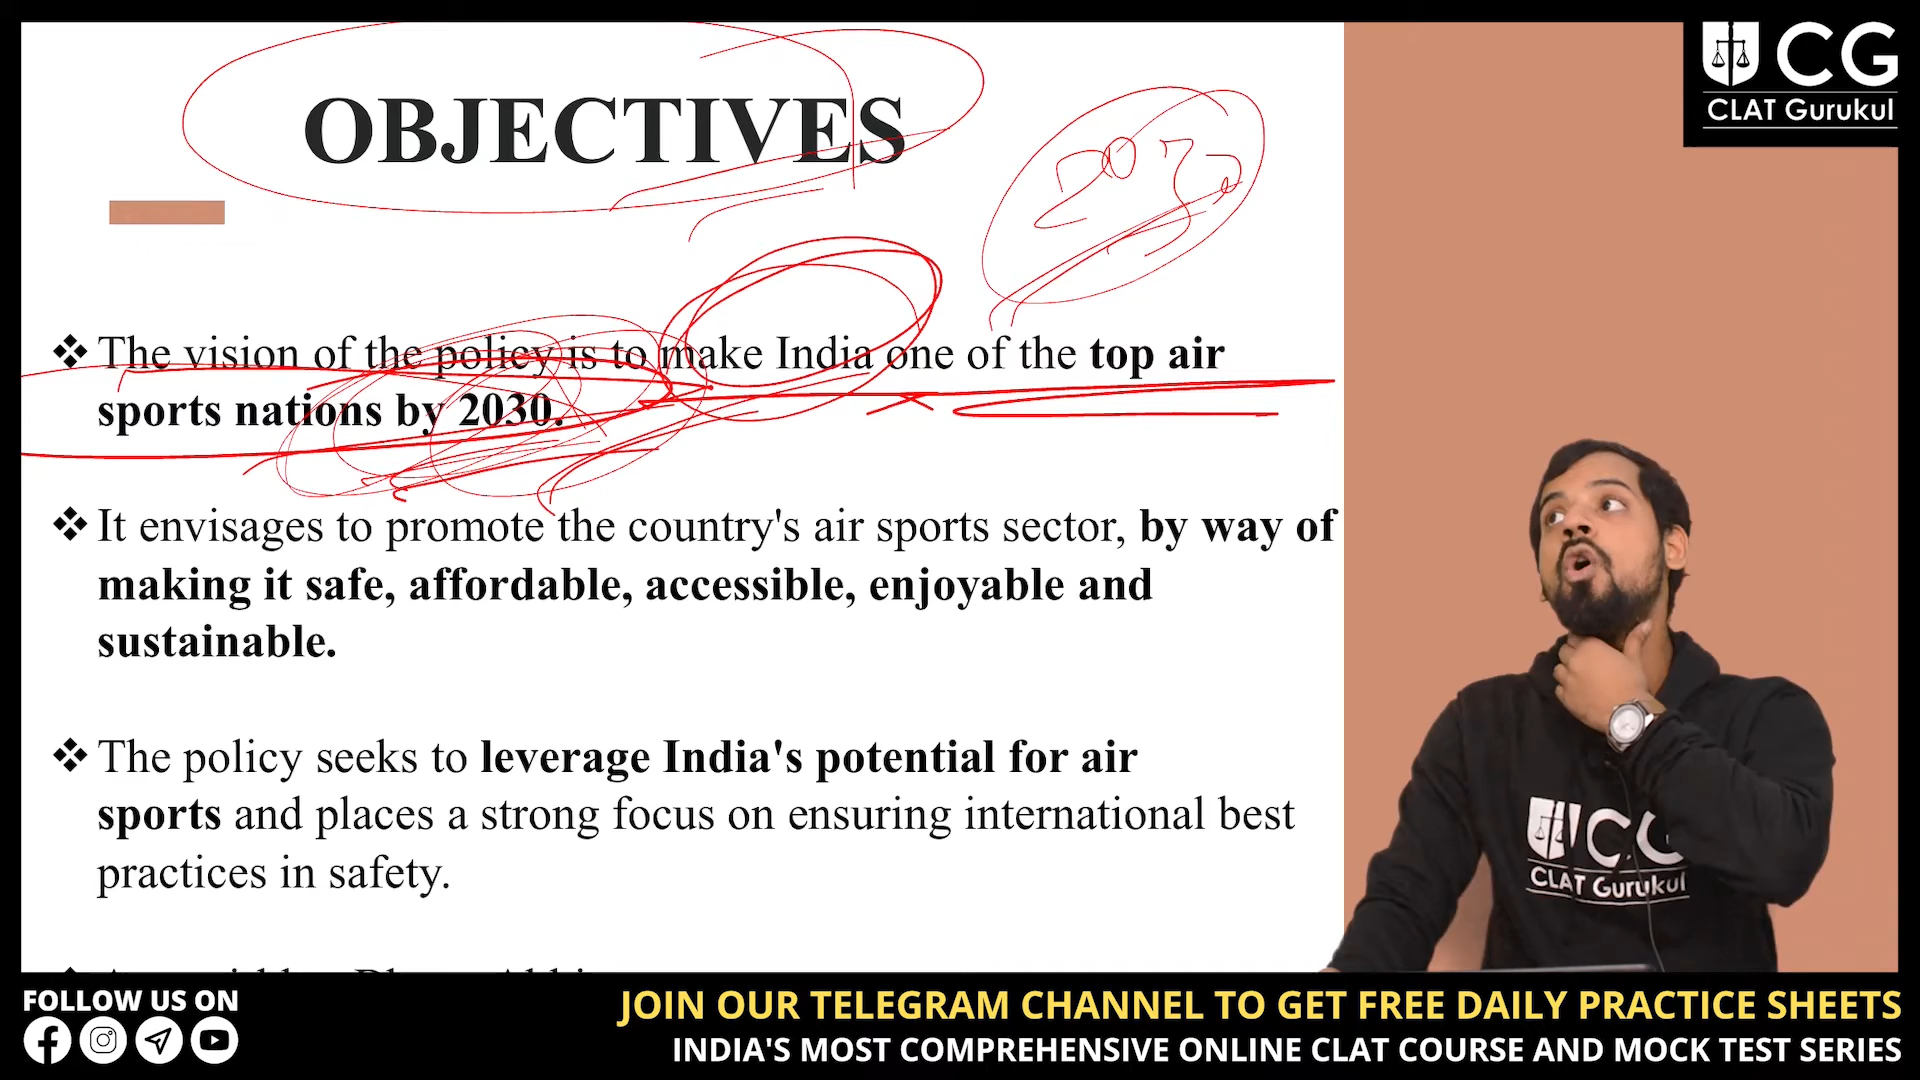 CG
CLAT Gurukul
OBJECTIVES
2030
❖ The vision of the policy is to make India one of the top air
sports nations by 2030.
❖ It envisages to promote the country's air sports sector, by way of
making it safe, affordable, accessible, enjoyable and
sustainable.
❖ The policy seeks to leverage India's potential for air
sports and places a strong focus on ensuring international best
practices in safety.
CG
CLAT Gurukul
FOLLOW US ON
JOIN OUR TELEGRAM CHANNEL TO GET FREE DAILY PRACTICE SHEETS
INDIA'S MOST COMPREHENSIVE ONLINE CLAT COURSE AND MOCK TEST SERIES